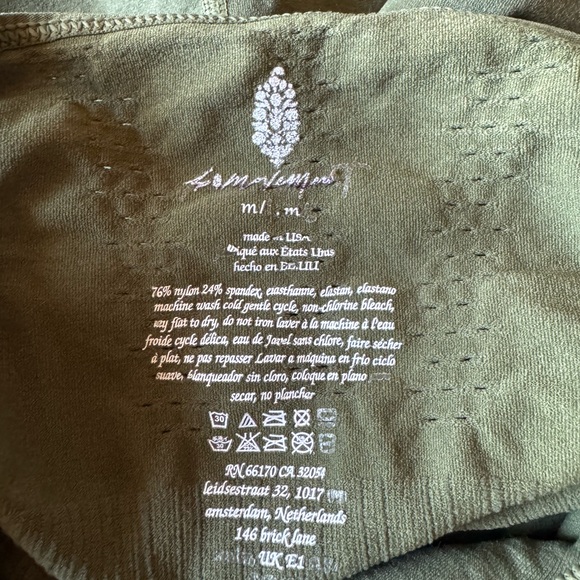 m/ .m
made in USA
fabriqué aux États Unis
hecho en EE.UU
76% nylon 24% spandex, elasthanne, elastan, elastano
machine wash cold gentle cycle, non-chlorine bleach,
lay flat to dry, do not iron laver à la machine à l'eau
froide cycle délica, eau de Javel sans chlore, faire sécher
à plat, ne pas repasser Lavar a máquina en frio ciclo
suave, blanqueador sin cloro, coloque en plano
secar, no planchar
30
30
RN 66170 CA 32054
leidsestraat 32, 1017
amsterdam, Netherlands
146 brick lane
UK E1